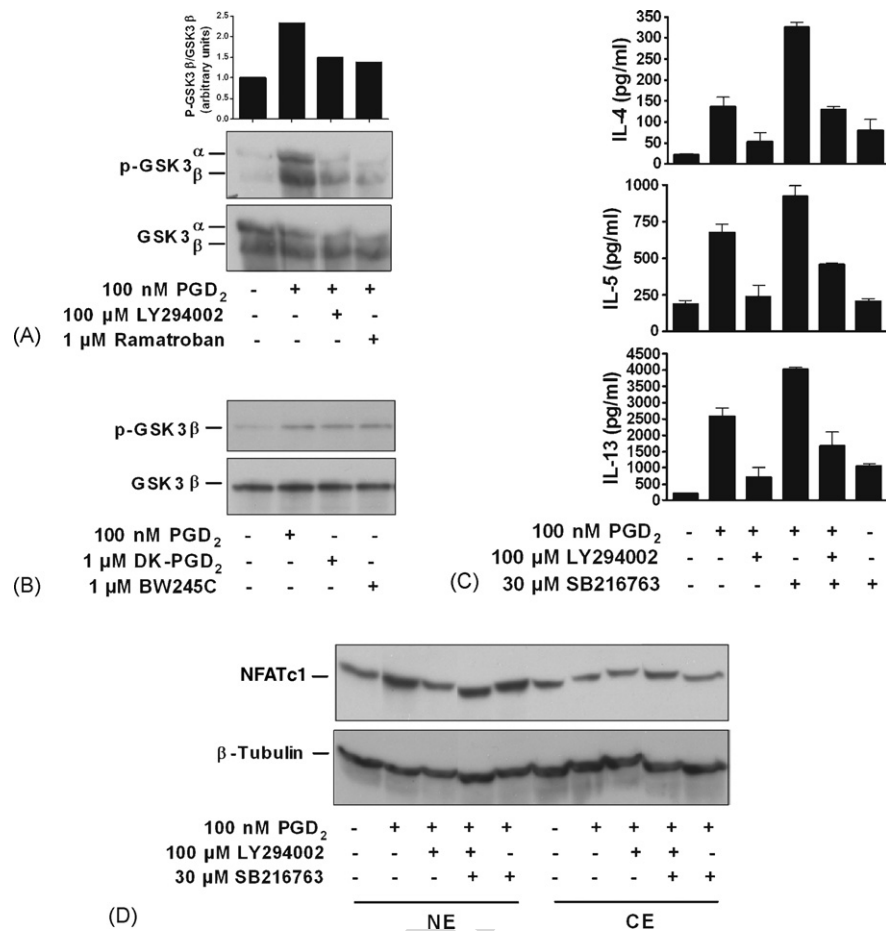 P-GSK3 β/GSK3 β
(arbitrary units)
2.5
2.0
1.5
1.0
0.5
0.0
p-GSK3
α
β
GSK3
α
β
100 nM PGD2 - + + +
100 µM LY294002 - - + -
(A) 1 µM Ramatroban - - - +
p-GSK3β
GSK3 β
100 nM PGD2 - + - -
1 µM DK-PGD2 - - + -
(B) 1 µM BW245C - - - +
IL-4 (pg/ml)
350
300
250
200
150
100
50
0
IL-5 (pg/ml)
1000
750
500
250
0
IL-13 (pg/ml)
4500
4000
3500
3000
2500
2000
1500
1000
500
0
100 nM PGD2 - + + + + -
100 µM LY294002 - - + - + -
(C) 30 µM SB216763 - - - + + +
NFATc1
β-Tubulin
100 nM PGD2 - + + + + - + + + +
100 µM LY294002 - - + + - - - + + -
30 µM SB216763 - - - + + - - - + +
(D) NE CE